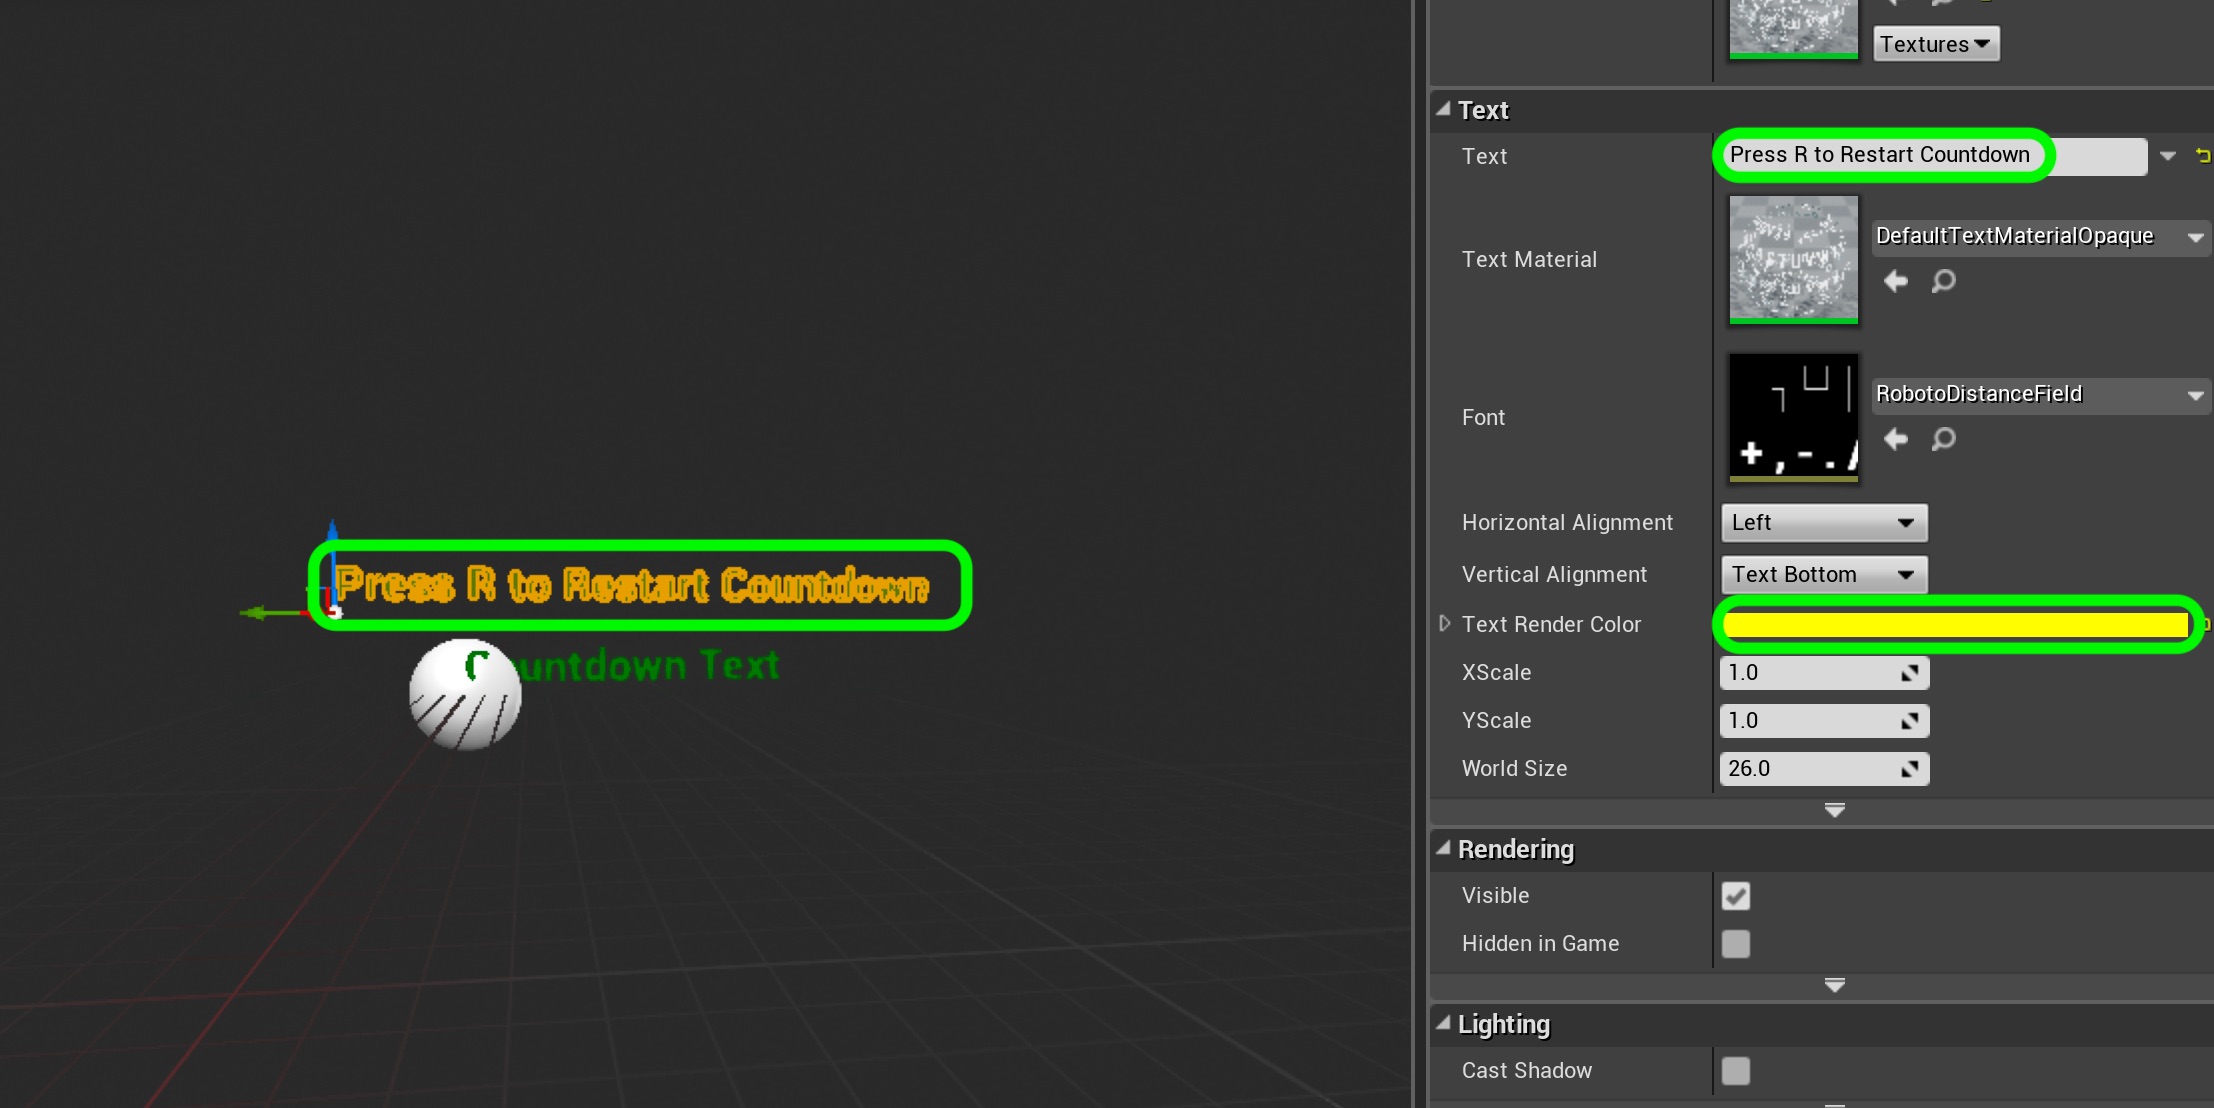 Press R to Restart Countdown
Countdown Text
Textures
Text
Text
Press R to Restart Countdown
Text Material
DefaultTextMaterialOpaque
Font
+ , - . /
RobotoDistanceField
Horizontal Alignment
Left
Vertical Alignment
Text Bottom
Text Render Color
XScale
1.0
YScale
1.0
World Size
26.0
Rendering
Visible
Hidden in Game
Lighting
Cast Shadow